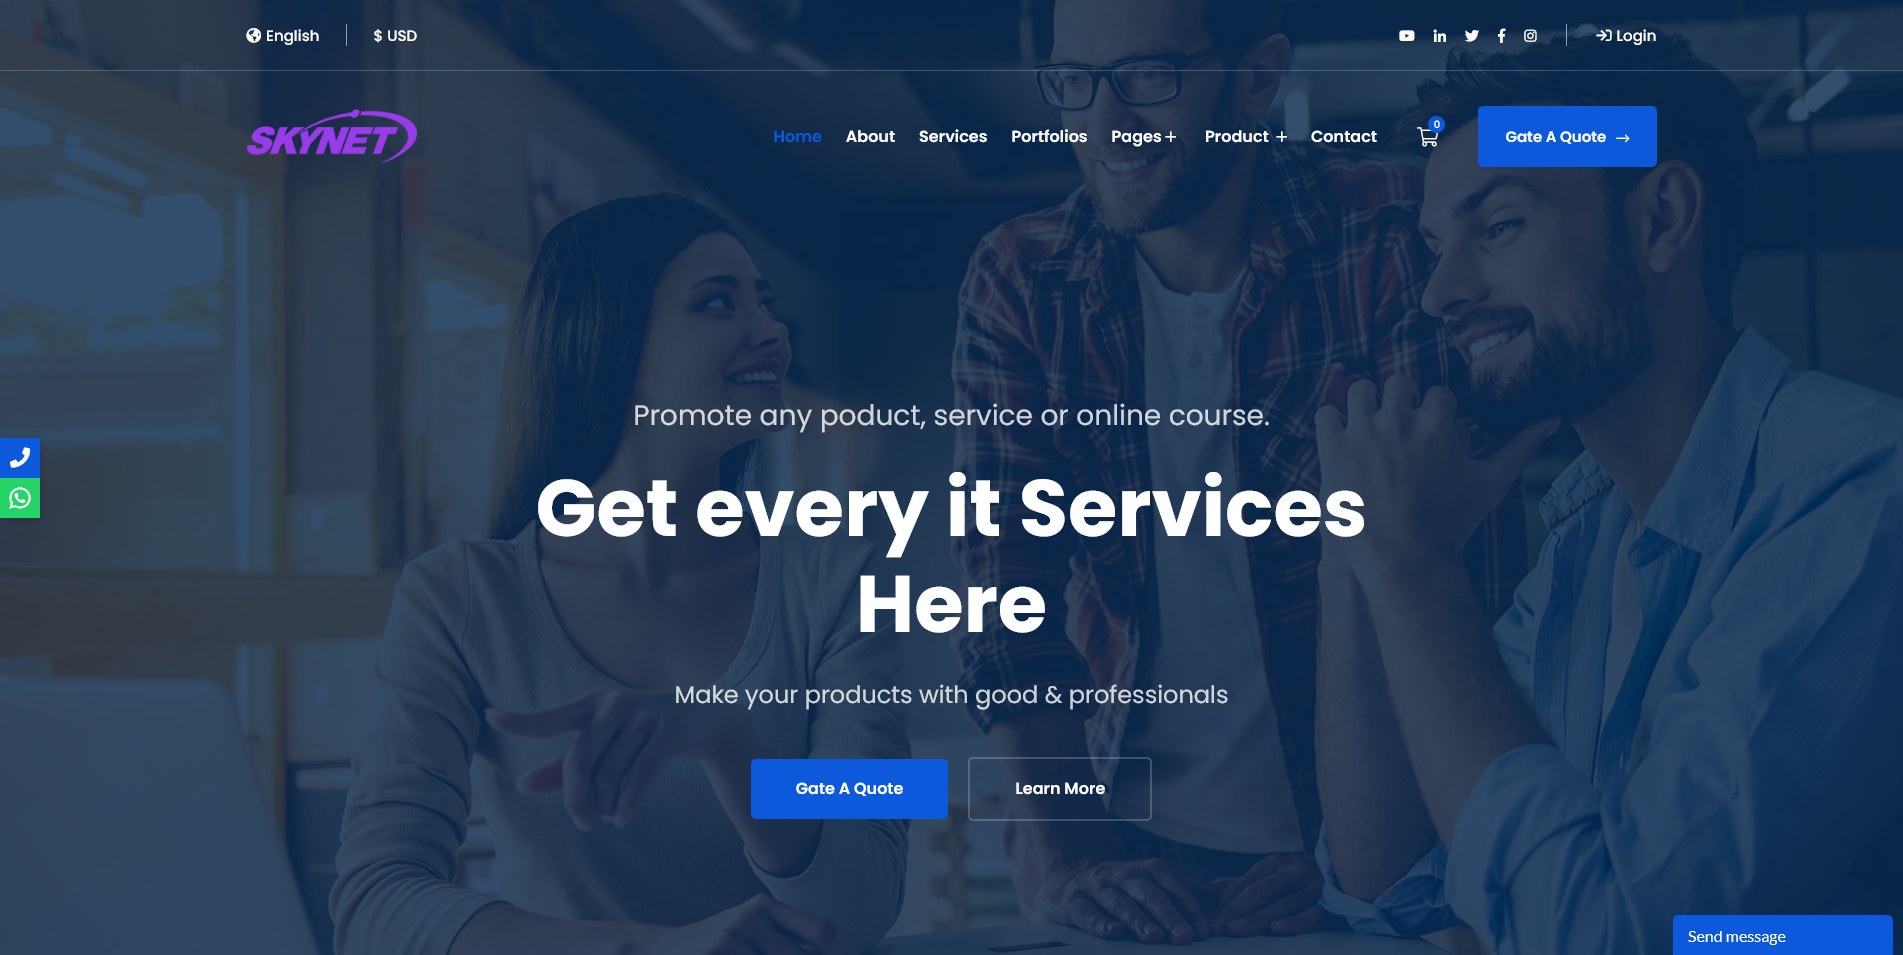 English
$ USD
Login
SKYNET
Home
About
Services
Portfolios
Pages+
Product +
Contact
0
Gate A Quote →
Promote any poduct, service or online course.
Get every it Services
Here
Make your products with good & professionals
Gate A Quote
Learn More
Send message